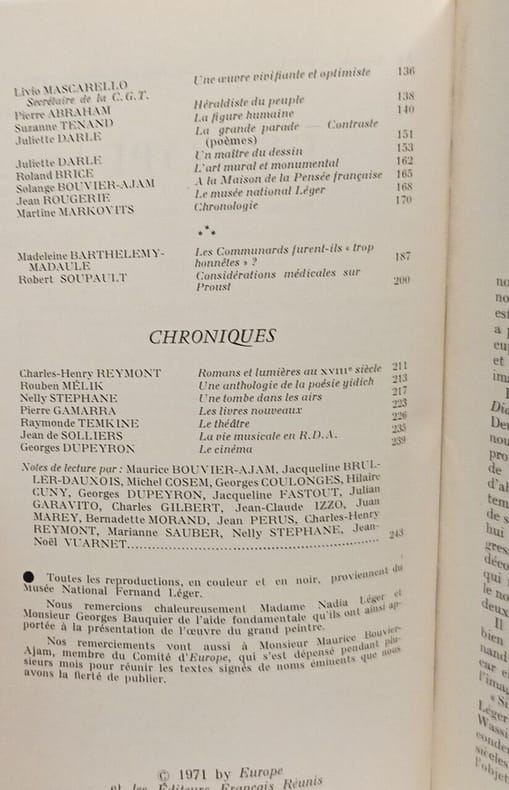 Livio MASCARELLO Une œuvre vivifiante et optimiste 136
Secrétaire de la C.G.T.
Pierre ABRAHAM Héraldiste du peuple 138
Suzanne TENAND La figure humaine 140
Juliette DARLE La grande parade — Contraste
(poèmes) 151
Juliette DARLE Un maître du dessin 153
Roland BRICE L'art mural et monumental 162
Solange BOUVIER-AJAM A la Maison de la Pensée française 165
Jean ROUGERIE Le musée national Léger 168
Martine MARKOVITS Chronologie 170
***
Madeleine BARTHELEMY- Les Communards furent-ils « trop
MADAULE honnêtes » ? 187
Robert SOUPAULT Considérations médicales sur
Proust 200
CHRONIQUES
Charles-Henry REYMONT Romans et lumières au XVIIIe siècle 211
Rouben MÉLIK Une anthologie de la poésie yidich 213
Nelly STEPHANE Une tombe dans les airs 217
Pierre GAMARRA Les livres nouveaux 223
Raymonde TEMKINE Le théâtre 226
Jean de SOLLIERS La vie musicale en R.D.A. 235
Georges DUPEYRON Le cinéma 239
Notes de lecture par : Maurice BOUVIER-AJAM, Jacqueline BRUL-
LER-DAUXOIS, Michel COSEM, Georges COULONGES, Hilaire
CUNY, Georges DUPEYRON, Jacqueline FASTOUT, Julian
GARAVITO, Charles GILBERT, Jean-Claude IZZO, Juan
MAREY, Bernadette MORAND, Jean PERUS, Charles-Henry
REYMONT, Marianne SAUBER, Nelly STEPHANE, Jean-
Noël VUARNET.................................................. 243
● Toutes les reproductions, en couleur et en noir, proviennent du
Musée National Fernand Léger.
Nous remercions chaleureusement Madame Nadia Léger et
Monsieur Georges Bauquier de l'aide fondamentale qu'ils ont ainsi ap-
portée à la présentation de l'œuvre du grand peintre.
Nos remerciements vont aussi à Monsieur Maurice Bouvier-
Ajam, membre du Comité d'Europe, qui s'est dépensé pendant plu-
sieurs mois pour réunir les textes signés de noms éminents que nous
avons la fierté de publier.
© 1971 by Europe
et les Éditeurs Français Réunis